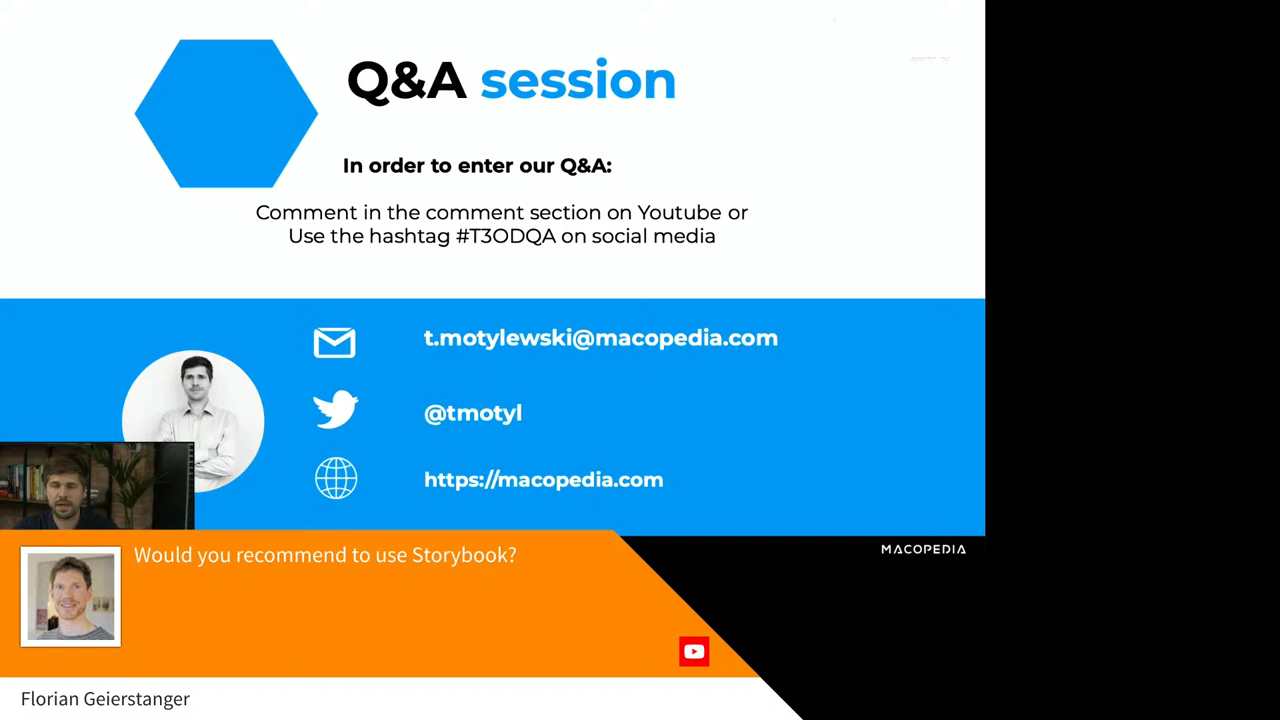 Q&A session
In order to enter our Q&A:
Comment in the comment section on Youtube or
Use the hashtag #T3ODQA on social media
t.motylewski@macopedia.com
@tmotyl
https://macopedia.com
MACOPEDIA
Would you recommend to use Storybook?
Florian Geierstanger